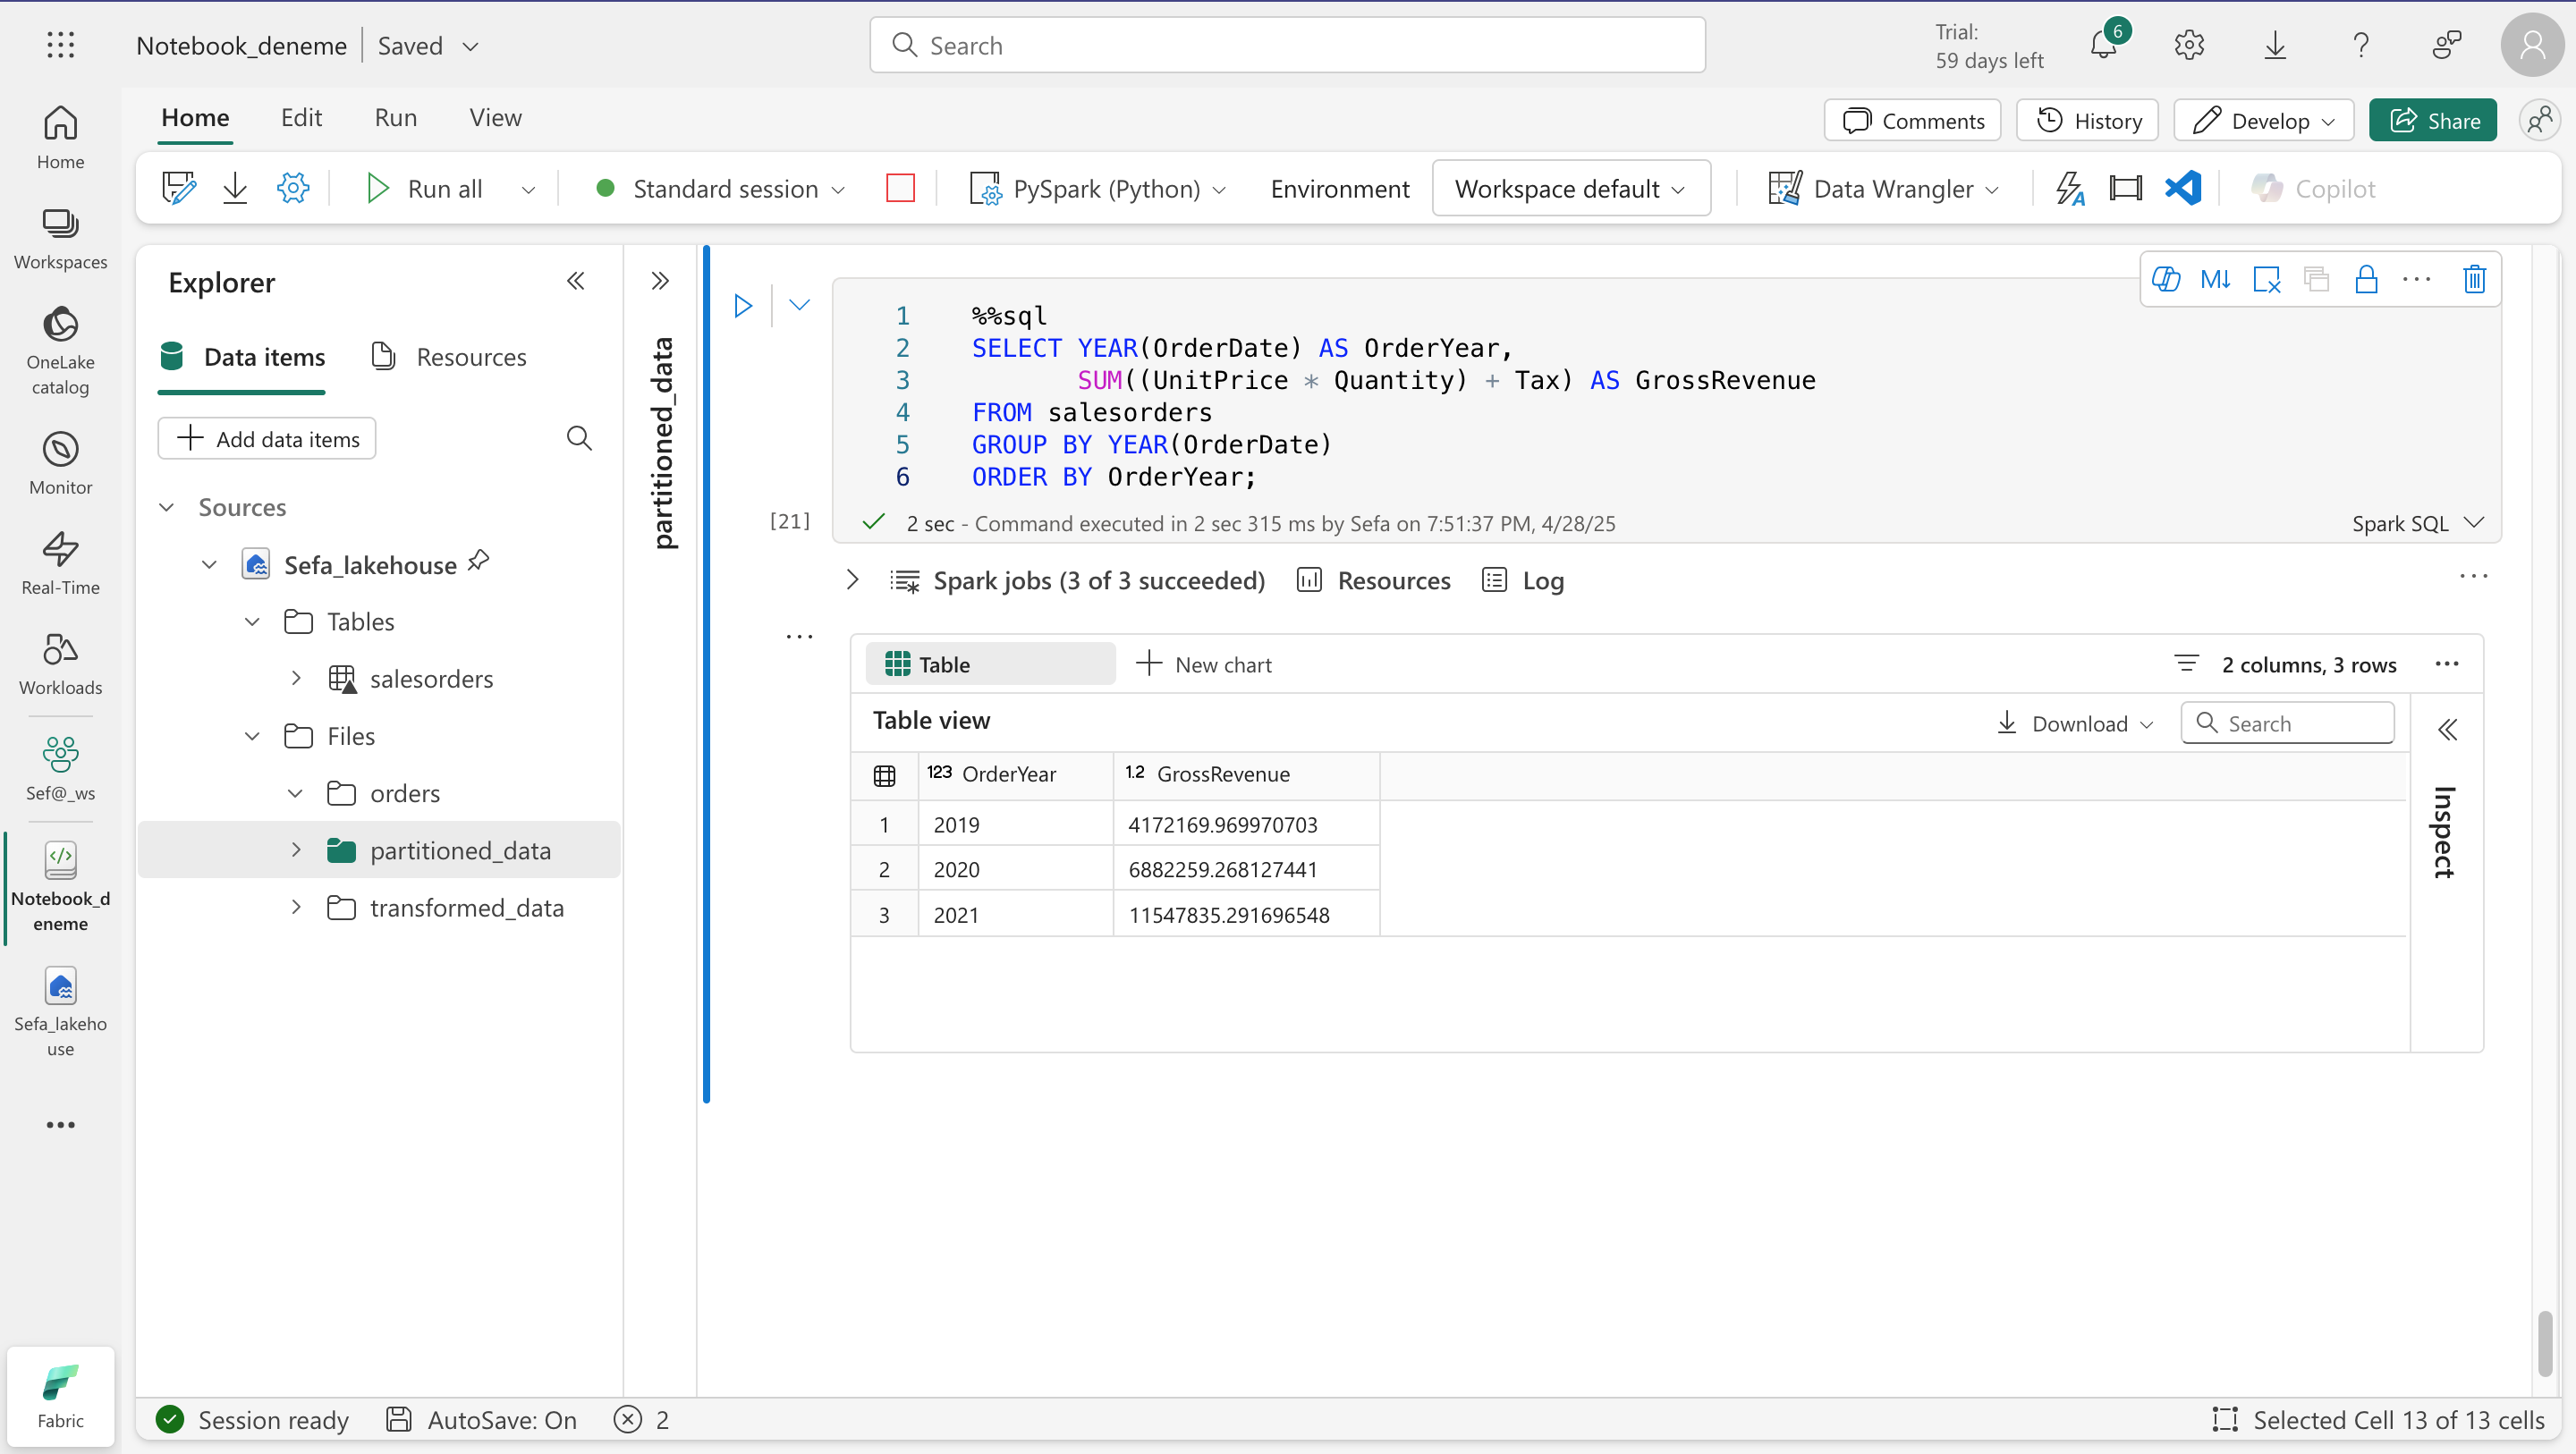 Notebook_deneme
Saved
Search
Trial:
59 days left
6
Home
Edit
Run
View
Comments
History
Develop
Share
Run all
Standard session
PySpark (Python)
Environment
Workspace default
Data Wrangler
Copilot
Home
Workspaces
OneLake
catalog
Monitor
Real-Time
Workloads
Sef@_ws
Notebook_d
eneme
Sefa_lakeho
use
Fabric
Explorer
Data items
Resources
Add data items
Sources
Sefa_lakehouse
Tables
salesorders
Files
orders
partitioned_data
transformed_data
partitioned_data
M↓
1 %%sql
2 SELECT YEAR(OrderDate) AS OrderYear,
3 SUM((UnitPrice * Quantity) + Tax) AS GrossRevenue
4 FROM salesorders
5 GROUP BY YEAR(OrderDate)
6 ORDER BY OrderYear;
[21]
2 sec - Command executed in 2 sec 315 ms by Sefa on 7:51:37 PM, 4/28/25
Spark SQL
Spark jobs (3 of 3 succeeded)
Resources
Log
Table
New chart
2 columns, 3 rows
Table view
Download
Search
123 OrderYear
1.2 GrossRevenue
1 2019 4172169.969970703
2 2020 6882259.268127441
3 2021 11547835.291696548
Inspect
Session ready
AutoSave: On
2
Selected Cell 13 of 13 cells